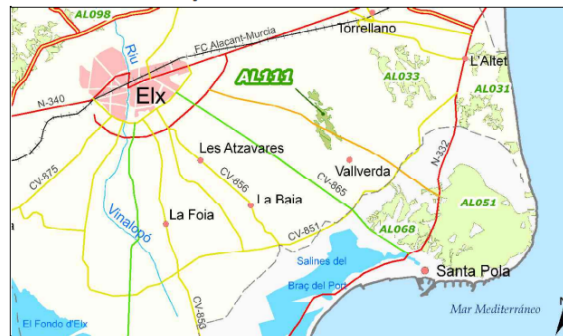 AL098
Riu
FC Alacant-Murcia
Torrellano
L'Altet
AL033
AL031
AL111
N-340
Elx
Les Atzavares
Vallverda
N-332
CV-875
CV-856
CV-865
La Baia
La Foia
CV-851
AL051
AL068
Vinalopó
Salines del
Braç del Port
Santa Pola
CV-853
El Fondo d'Elx
Mar Mediterráneo